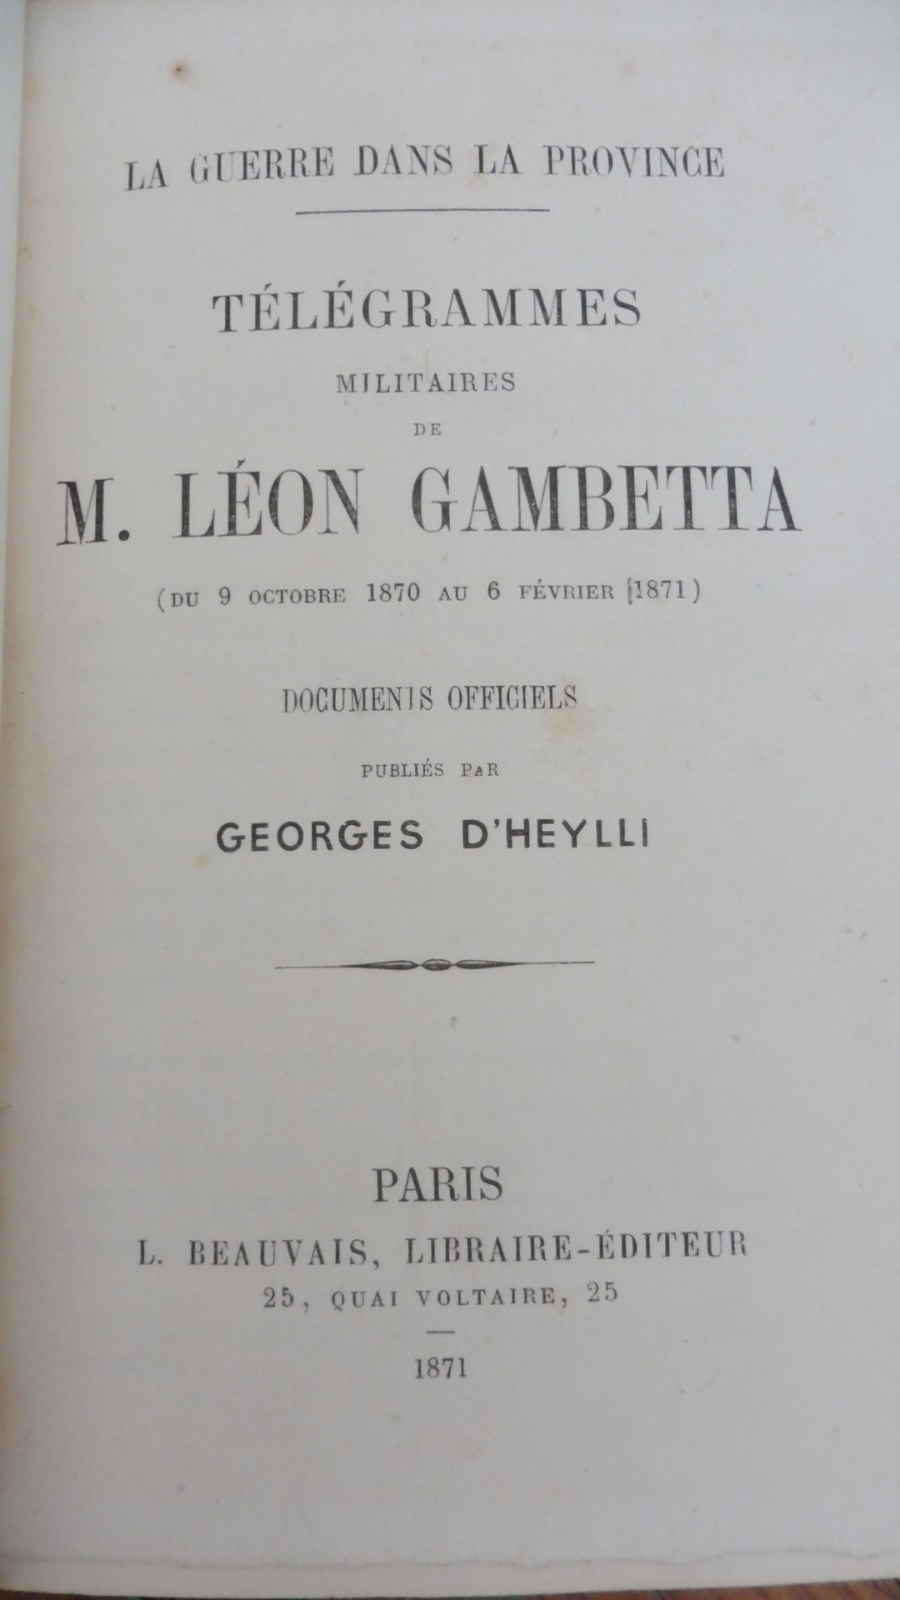 LA GUERRE DANS LA PROVINCE
TÉLÉGRAMMES
MILITAIRES
DE
M. LÉON GAMBETTA
(DU 9 OCTOBRE 1870 AU 6 FÉVRIER 1871)
DOCUMENTS OFFICIELS
PUBLIÉS PAR
GEORGES D'HEYLLI
PARIS
L. BEAUVAIS, LIBRAIRE-ÉDITEUR
25, QUAI VOLTAIRE, 25
1871